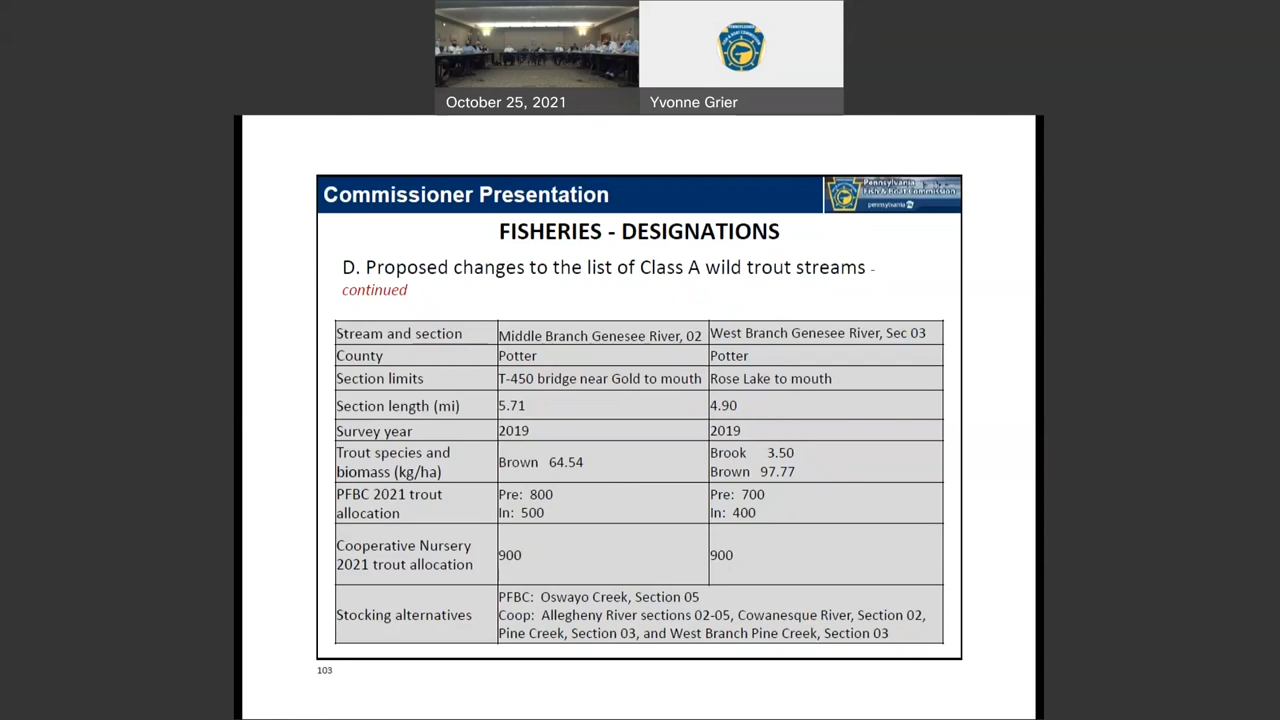 October 25, 2021
Yvonne Grier
Commissioner Presentation
Pennsylvania
Fish & Boat Commission
pennsylvania
FISHERIES - DESIGNATIONS
D. Proposed changes to the list of Class A wild trout streams -
continued
Stream and section Middle Branch Genesee River, 02 West Branch Genesee River, Sec 03
County Potter Potter
Section limits T-450 bridge near Gold to mouth Rose Lake to mouth
Section length (mi) 5.71 4.90
Survey year 2019 2019
Trout species and
biomass (kg/ha)
Brown 64.54
Brook 3.50
Brown 97.77
PFBC 2021 trout
allocation
Pre: 800
In: 500
Pre: 700
In: 400
Cooperative Nursery
2021 trout allocation
900
900
Stocking alternatives
PFBC: Oswayo Creek, Section 05
Coop: Allegheny River sections 02-05, Cowanesque River, Section 02,
Pine Creek, Section 03, and West Branch Pine Creek, Section 03
103